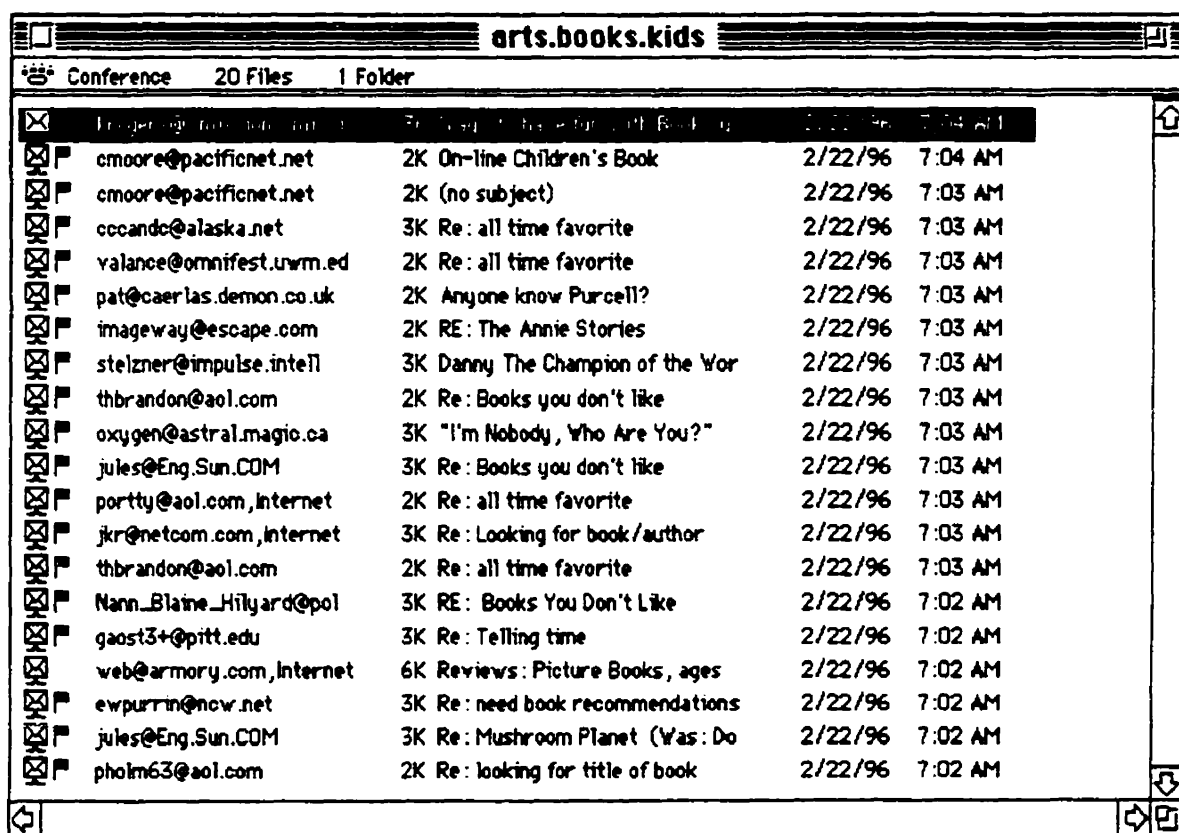 arts.books.kids
Conference 20 Files 1 Folder
2/22/96 7:04 AM
cmoore@pacificnet.net 2K On-line Children's Book 2/22/96 7:04 AM
cmoore@pacificnet.net 2K (no subject) 2/22/96 7:03 AM
cccandc@alaska.net 3K Re: all time favorite 2/22/96 7:03 AM
valance@omnifest.uwm.ed 2K Re: all time favorite 2/22/96 7:03 AM
pat@caerlas.demon.co.uk 2K Anyone know Purcell? 2/22/96 7:03 AM
imageway@escape.com 2K RE: The Annie Stories 2/22/96 7:03 AM
stelzner@impulse.intell 3K Danny The Champion of the Wor 2/22/96 7:03 AM
thbrandon@aol.com 2K Re: Books you don't like 2/22/96 7:03 AM
oxygen@astral.magic.ca 3K "I'm Nobody, Who Are You?" 2/22/96 7:03 AM
jules@Eng.Sun.COM 3K Re: Books you don't like 2/22/96 7:03 AM
portty@aol.com,Internet 2K Re: all time favorite 2/22/96 7:03 AM
jkr@netcom.com,Internet 3K Re: Looking for book/author 2/22/96 7:03 AM
thbrandon@aol.com 2K Re: all time favorite 2/22/96 7:03 AM
Nann_Blaine_Hilyard@pol 3K RE: Books You Don't Like 2/22/96 7:02 AM
gaost3+@pitt.edu 3K Re: Telling time 2/22/96 7:02 AM
web@armory.com,Internet 6K Reviews: Picture Books, ages 2/22/96 7:02 AM
ewpurrin@ncw.net 3K Re: need book recommendations 2/22/96 7:02 AM
jules@Eng.Sun.COM 3K Re: Mushroom Planet (Was: Do 2/22/96 7:02 AM
pholm63@aol.com 2K Re: looking for title of book 2/22/96 7:02 AM